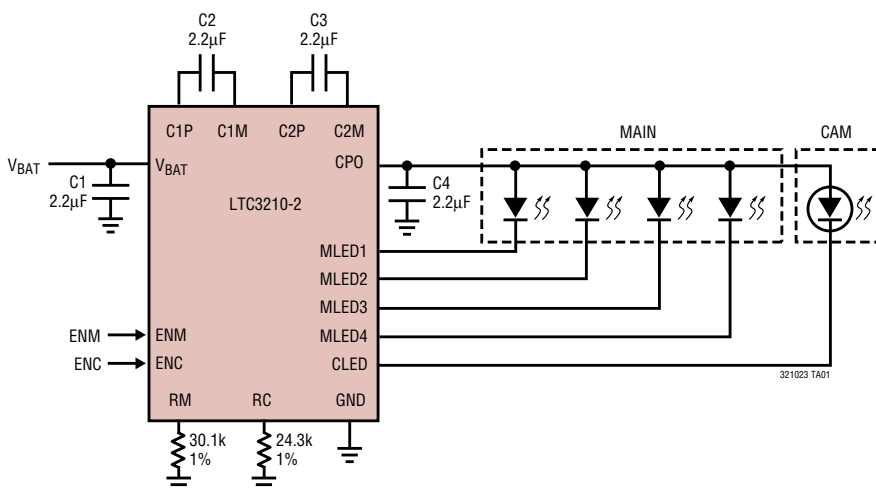 C2
2.2µF
C3
2.2µF
C1P
C1M
C2P
C2M
MAIN
CAM
VBAT
VBAT
CPO
C1
2.2µF
LTC3210-2
C4
2.2µF
MLED1
MLED2
MLED3
MLED4
ENM
ENM
ENC
ENC
CLED
321023 TA01
RM
RC
GND
30.1k
1%
24.3k
1%